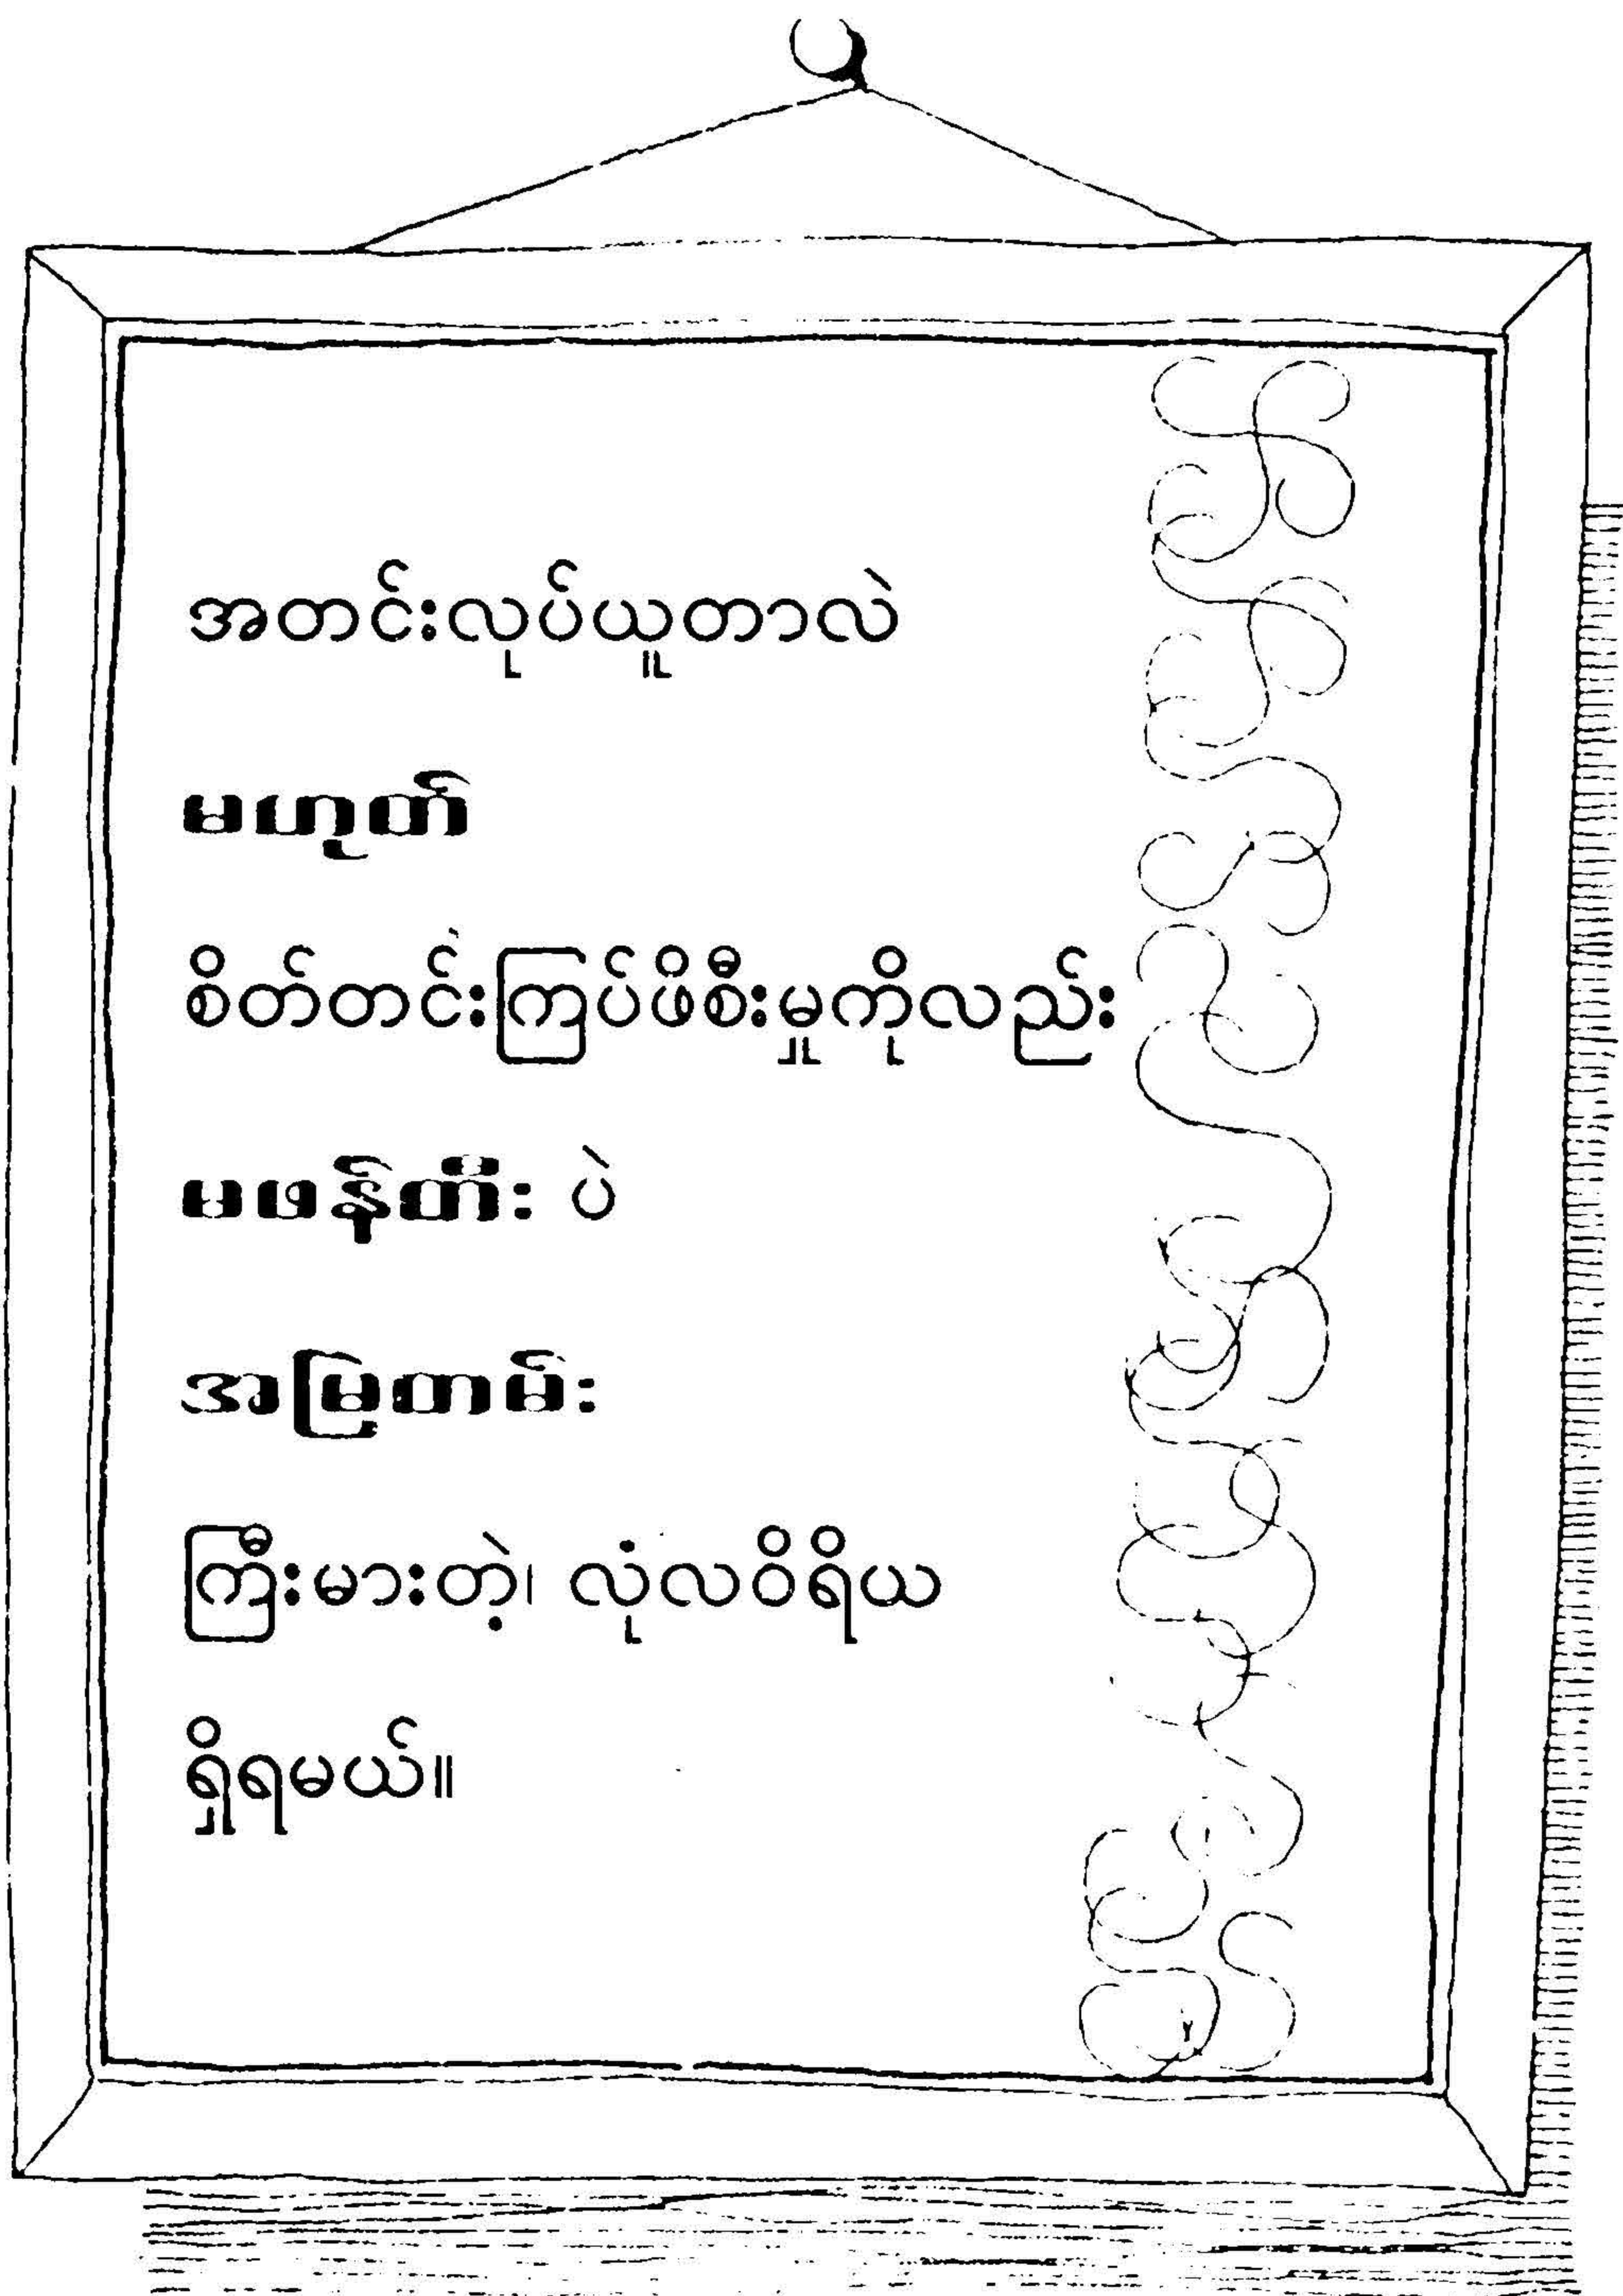 အတင်းလုပ်ယူတာလဲ
မဟုတ်
စိတ်တင်းကြပ်ဖိစီးမှုကိုလည်း
မဖန်တီး ပဲ
အမြဲတမ်း
ကြီးမားတဲ့၊ လုံ့လဝိရိယ
ရှိရမယ်။